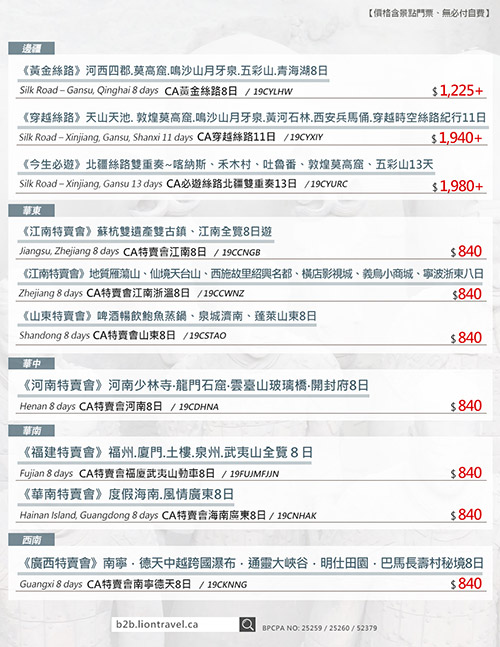 【價格含景點門票、無必付自費】
邊疆
《黃金絲路》河西四郡.莫高窟.鳴沙山月牙泉.五彩山.青海湖8日
Silk Road – Gansu, Qinghai 8 days CA黃金絲路8日 / 19CYLHW $1,225+
《穿越絲路》天山天池、敦煌莫高窟.鳴沙山月牙泉.黃河石林.西安兵馬俑.穿越時空絲路紀行11日
Silk Road – Xinjiang, Gansu, Shanxi 11 days CA穿越絲路11日 / 19CYXIY $1,940+
《今生必遊》北疆絲路雙重奏~喀納斯、禾木村、吐魯番、敦煌莫高窟、五彩山13天
Silk Road – Xinjiang, Gansu 13 days CA必遊絲路北疆雙重奏13日 / 19CYURC $1,980+
華東
《江南特賣會》蘇杭雙遺產雙古鎮、江南全覽8日遊
Jiangsu, Zhejiang 8 days CA特賣會江南8日 / 19CCNGB $840
《江南特賣會》地質雁蕩山、仙境天台山、西施故里紹興名都、橫店影視城、義烏小商城、寧波浙東八日
Zhejiang 8 days CA特賣會江南浙溫8日 / 19CCWNZ $840
《山東特賣會》啤酒暢飲鮑魚蒸鍋、泉城濟南、蓬萊山東8日
Shandong 8 days CA特賣會山東8日 / 19CSTAO $840
華中
《河南特賣會》河南少林寺·龍門石窟·雲臺山玻璃橋·開封府8日
Henan 8 days CA特賣會河南8日 / 19CDHNA $840
華南
《福建特賣會》福州.廈門.土樓.泉州.武夷山全覽 8 日
Fujian 8 days CA特賣會福廈武夷山動車8日 / 19FUJMFJJN $840
《華南特賣會》度假海南.風情廣東8日
Hainan Island, Guangdong 8 days CA特賣會海南廣東8日 / 19CNHAK $840
西南
《廣西特賣會》南寧．德天中越跨國瀑布．通靈大峽谷．明仕田園．巴馬長壽村秘境8日
Guangxi 8 days CA特賣會南寧德天8日 / 19CKNNG $840
b2b.liontravel.ca BPCPA NO: 25259 / 25260 / 52379